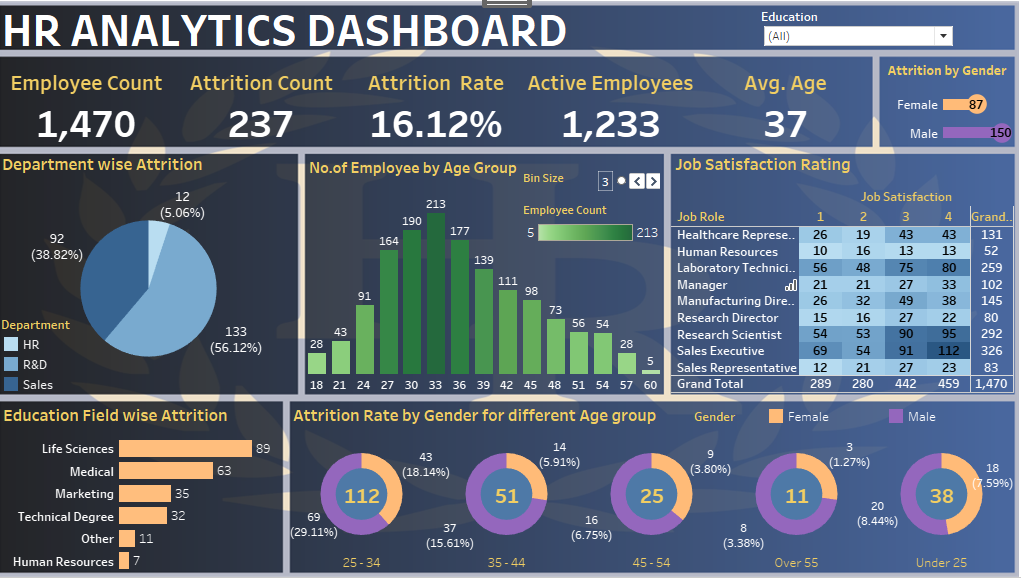 HR ANALYTICS DASHBOARD
Education
(All)
Employee Count Attrition Count Attrition Rate Active Employees Avg. Age
1,470 237 16.12% 1,233 37
Attrition by Gender
Female 87
Male 150
Department wise Attrition
12
(5.06%)
92
(38.82%)
133
(56.12%)
Department
HR
R&D
Sales
No.of Employee by Age Group
Bin Size
3
Employee Count
5 213
28 43 91 164 190 213 177 139 111 98 73 56 54 28 5
18 21 24 27 30 33 36 39 42 45 48 51 54 57 60
Job Satisfaction Rating
Job Satisfaction
Job Role 1 2 3 4 Grand..
Healthcare Represe.. 26 19 43 43 131
Human Resources 10 16 13 13 52
Laboratory Technici.. 56 48 75 80 259
Manager 21 21 27 33 102
Manufacturing Dire.. 26 32 49 38 145
Research Director 15 16 27 22 80
Research Scientist 54 53 90 95 292
Sales Executive 69 54 91 112 326
Sales Representative 12 21 27 23 83
Grand Total 289 280 442 459 1,470
Education Field wise Attrition
Life Sciences 89
Medical 63
Marketing 35
Technical Degree 32
Other 11
Human Resources 7
Attrition Rate by Gender for different Age group
Gender Female Male
43
(18.14%)
112
69
(29.11%)
25 - 34
14
(5.91%)
51
37
(15.61%)
35 - 44
9
(3.80%)
25
16
(6.75%)
45 - 54
3
(1.27%)
11
8
(3.38%)
Over 55
18
(7.59%)
38
20
(8.44%)
Under 25